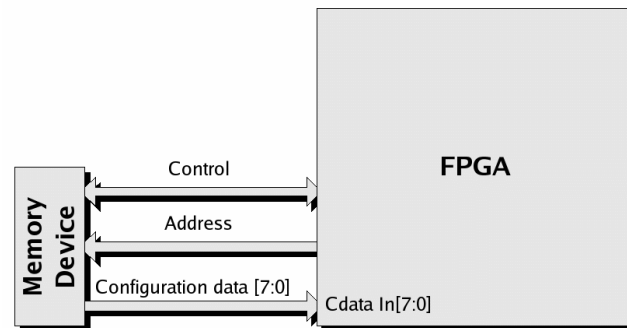 Control
FPGA
Address
Memory
Device
Configuration data [7:0]
Cdata In[7:0]